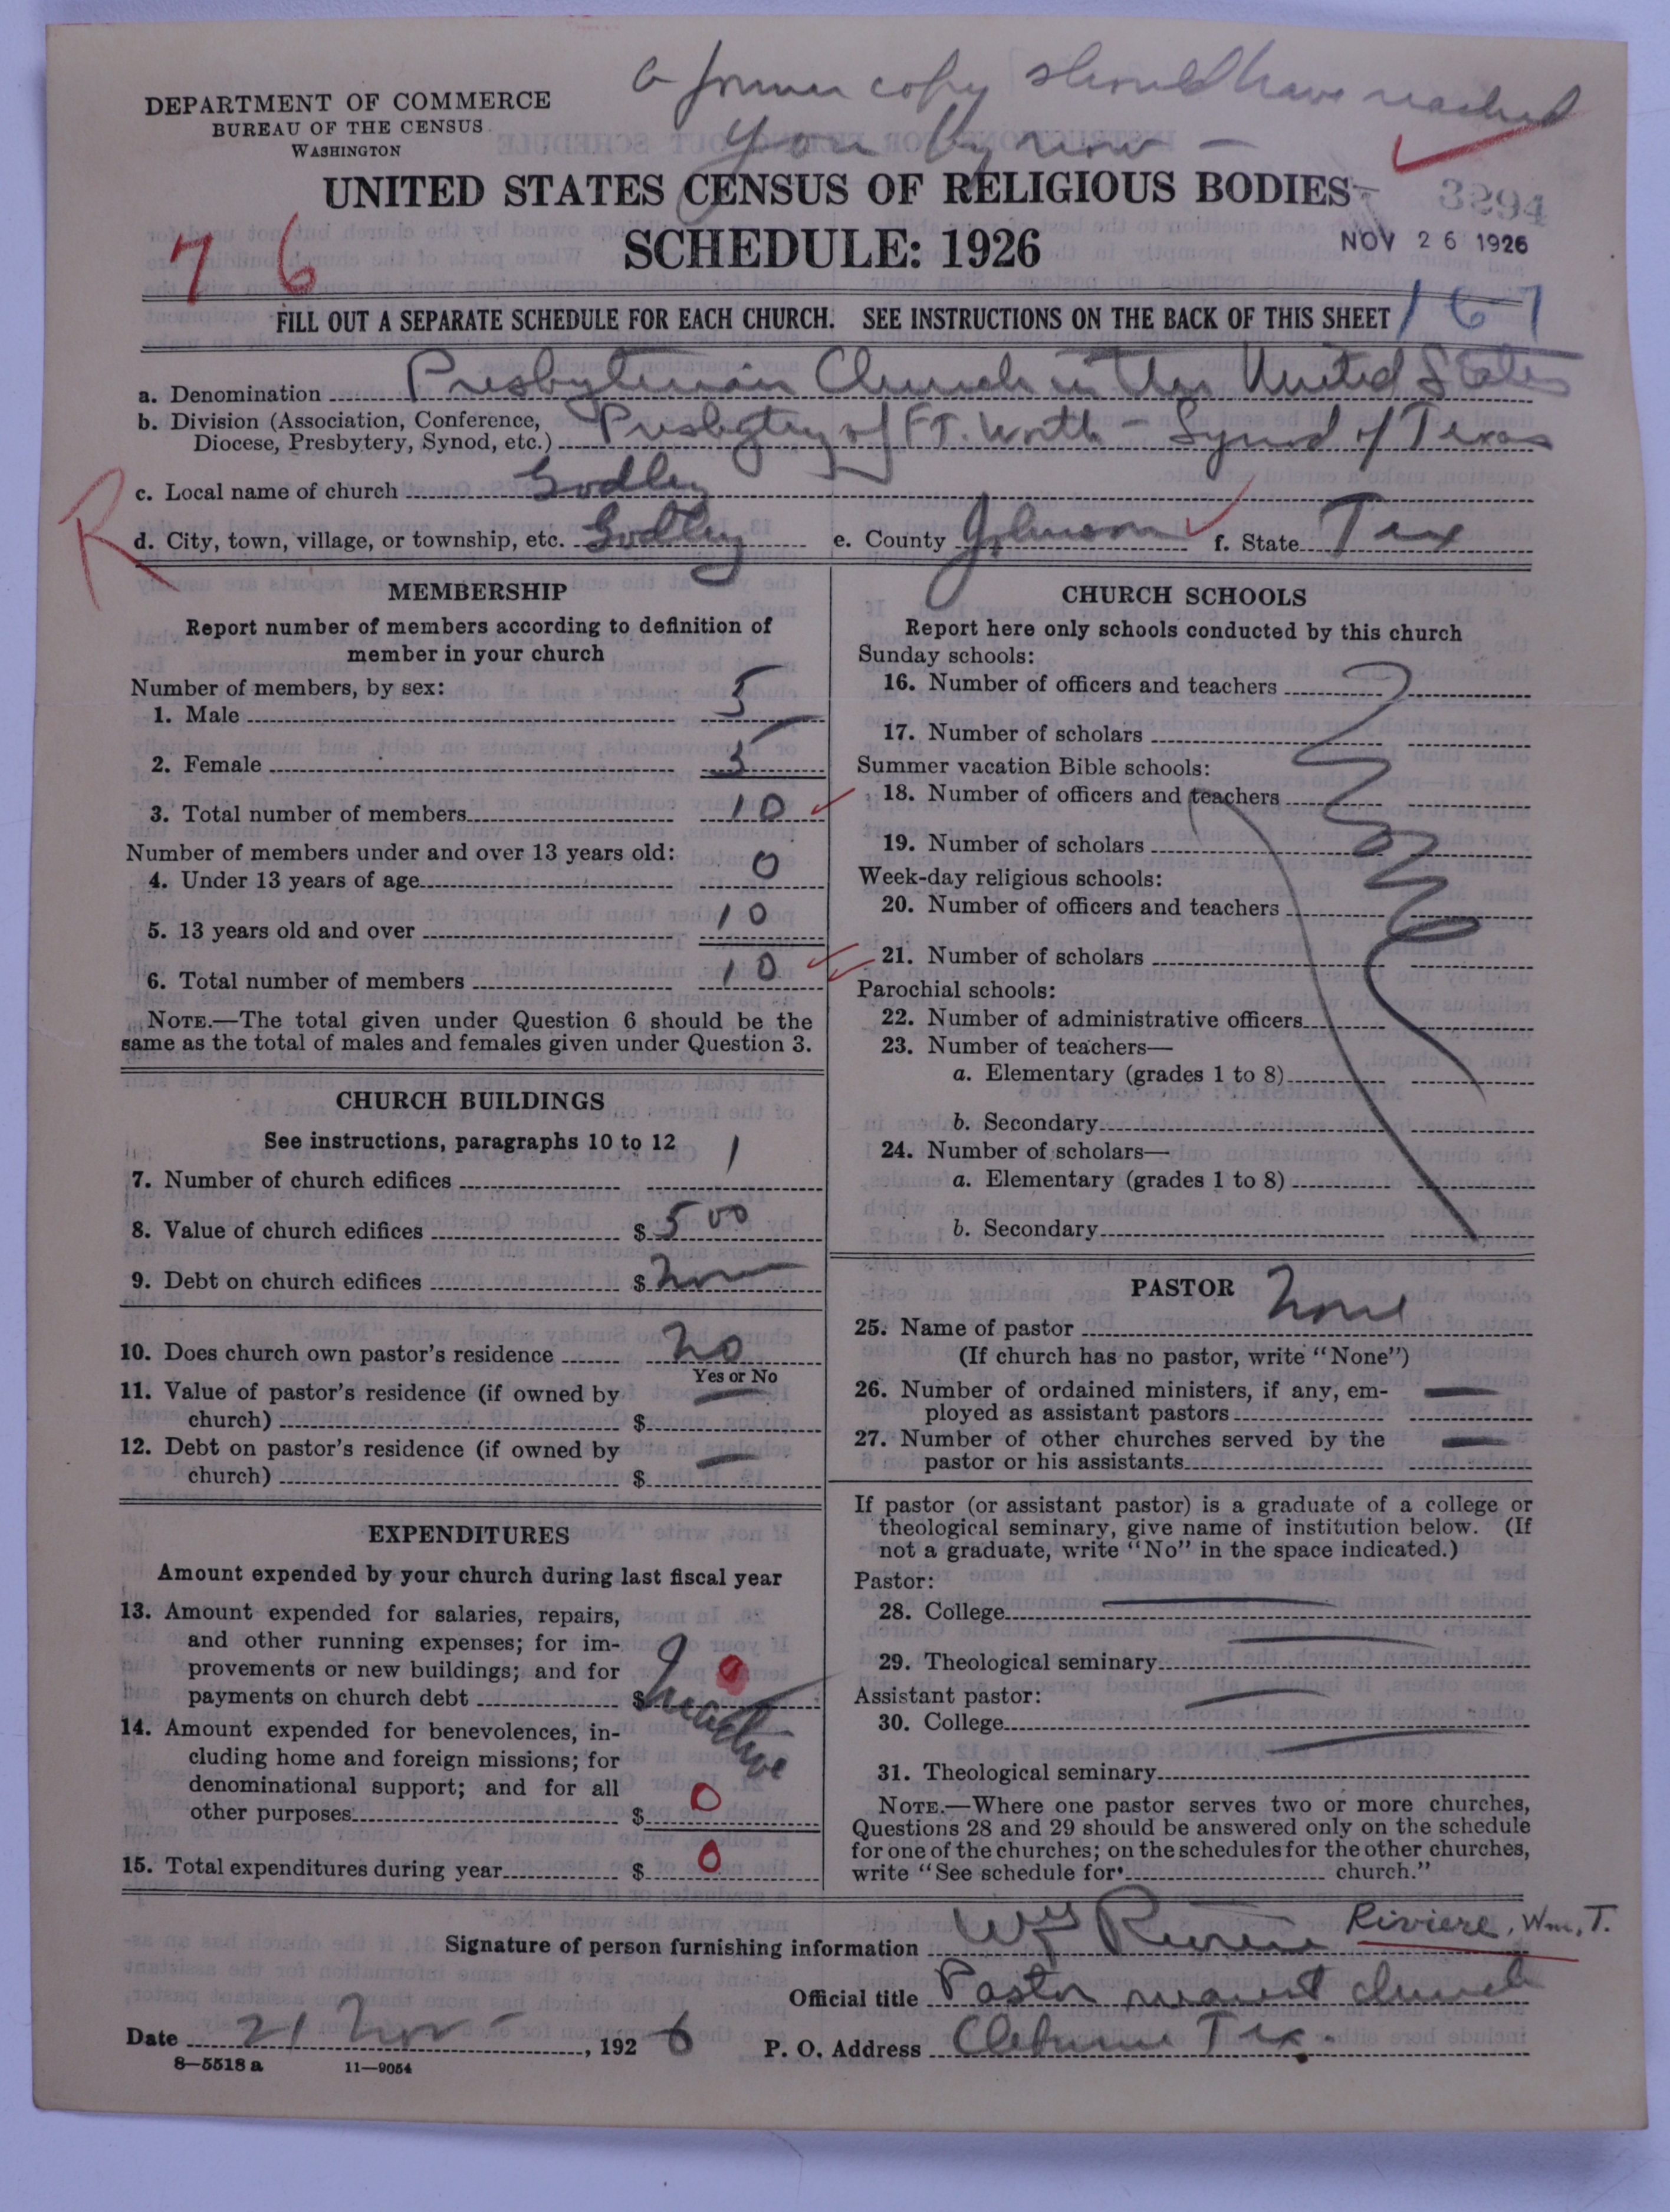 a former copy should have reached
you by now —
DEPARTMENT OF COMMERCE
BUREAU OF THE CENSUS
WASHINGTON
UNITED STATES CENSUS OF RELIGIOUS BODIES
3294
SCHEDULE: 1926
NOV 26 1926
76
167
FILL OUT A SEPARATE SCHEDULE FOR EACH CHURCH. SEE INSTRUCTIONS ON THE BACK OF THIS SHEET
a. Denomination Presbyterian Church in the United States
b. Division (Association, Conference,
Diocese, Presbytery, Synod, etc.) Presbytery of Ft. Worth - Synod of Texas
R
c. Local name of church Godley
d. City, town, village, or township, etc. Godley e. County Johnson f. State Tex
MEMBERSHIP
Report number of members according to definition of
member in your church
Number of members, by sex:
1. Male 5
2. Female 5
3. Total number of members 10
Number of members under and over 13 years old:
4. Under 13 years of age 0
5. 13 years old and over 10
6. Total number of members 10
NOTE.—The total given under Question 6 should be the
same as the total of males and females given under Question 3.
CHURCH BUILDINGS
See instructions, paragraphs 10 to 12
7. Number of church edifices 1
8. Value of church edifices $ 500
9. Debt on church edifices $ none
10. Does church own pastor's residence no
Yes or No
11. Value of pastor's residence (if owned by
church) $ —
12. Debt on pastor's residence (if owned by
church) $ —
EXPENDITURES
Amount expended by your church during last fiscal year
13. Amount expended for salaries, repairs,
and other running expenses; for im-
provements or new buildings; and for
payments on church debt $ Inactive 0
14. Amount expended for benevolences, in-
cluding home and foreign missions; for
denominational support; and for all
other purposes $ 0
15. Total expenditures during year $ 0
CHURCH SCHOOLS
Report here only schools conducted by this church
Sunday schools:
16. Number of officers and teachers
17. Number of scholars
Summer vacation Bible schools:
18. Number of officers and teachers
19. Number of scholars
Week-day religious schools:
20. Number of officers and teachers
21. Number of scholars
Parochial schools:
22. Number of administrative officers
23. Number of teachers—
a. Elementary (grades 1 to 8)
b. Secondary
24. Number of scholars—
a. Elementary (grades 1 to 8)
b. Secondary
PASTOR
25. Name of pastor none
(If church has no pastor, write "None")
26. Number of ordained ministers, if any, em-
ployed as assistant pastors —
27. Number of other churches served by the
pastor or his assistants —
If pastor (or assistant pastor) is a graduate of a college or
theological seminary, give name of institution below. (If
not a graduate, write "No" in the space indicated.)
Pastor:
28. College —
29. Theological seminary —
Assistant pastor:
30. College —
31. Theological seminary —
NOTE.—Where one pastor serves two or more churches,
Questions 28 and 29 should be answered only on the schedule
for one of the churches; on the schedules for the other churches,
write "See schedule for church."
Signature of person furnishing information Wm T Riviere Riviere, Wm. T.
Official title Pastor nearest church
Date 21 Nov, 1926 P. O. Address Cleburne Tex.
8—5518a 11—9054